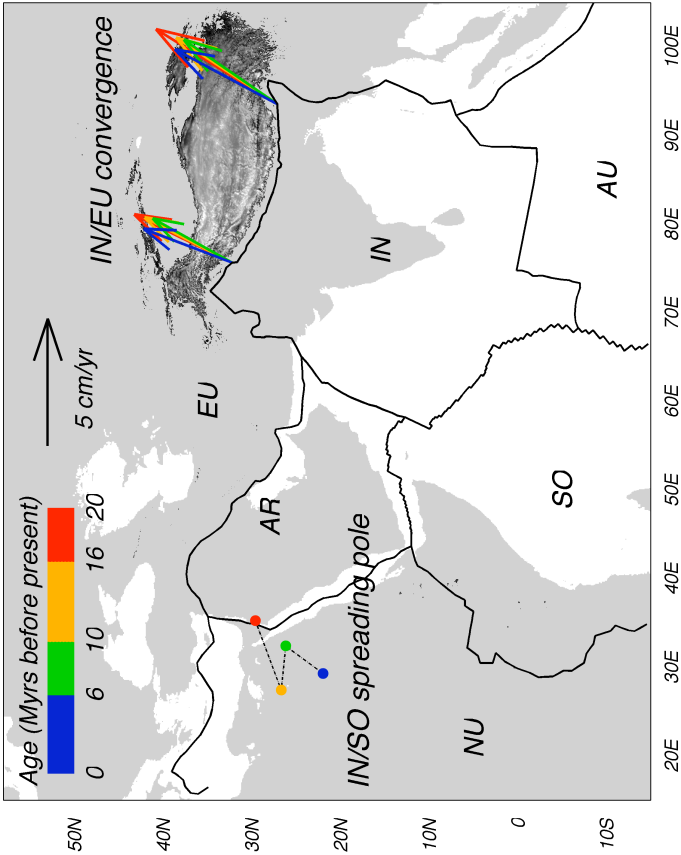 Age (Myrs before present)
0 6 10 16 20
5 cm/yr
IN/EU convergence
EU
AR
IN
IN/SO spreading pole
NU
SO
AU
50N
40N
30N
20N
10N
0
10S
20E 30E 40E 50E 60E 70E 80E 90E 100E